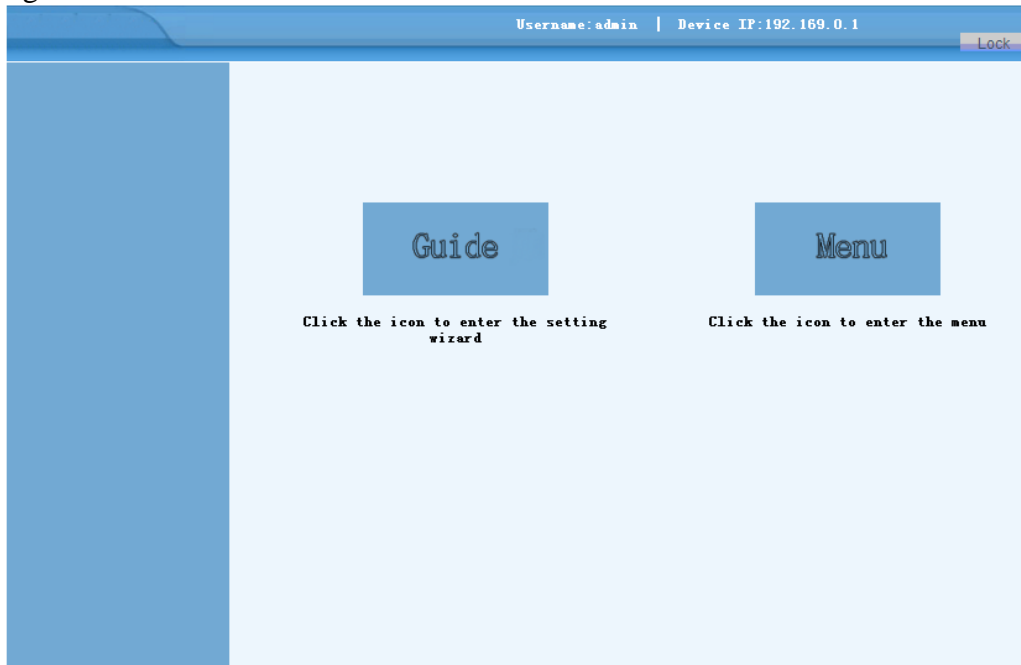 Username:admin | Device IP:192.169.0.1
Lock
Guide
Menu
Click the icon to enter the setting
wizard
Click the icon to enter the menu